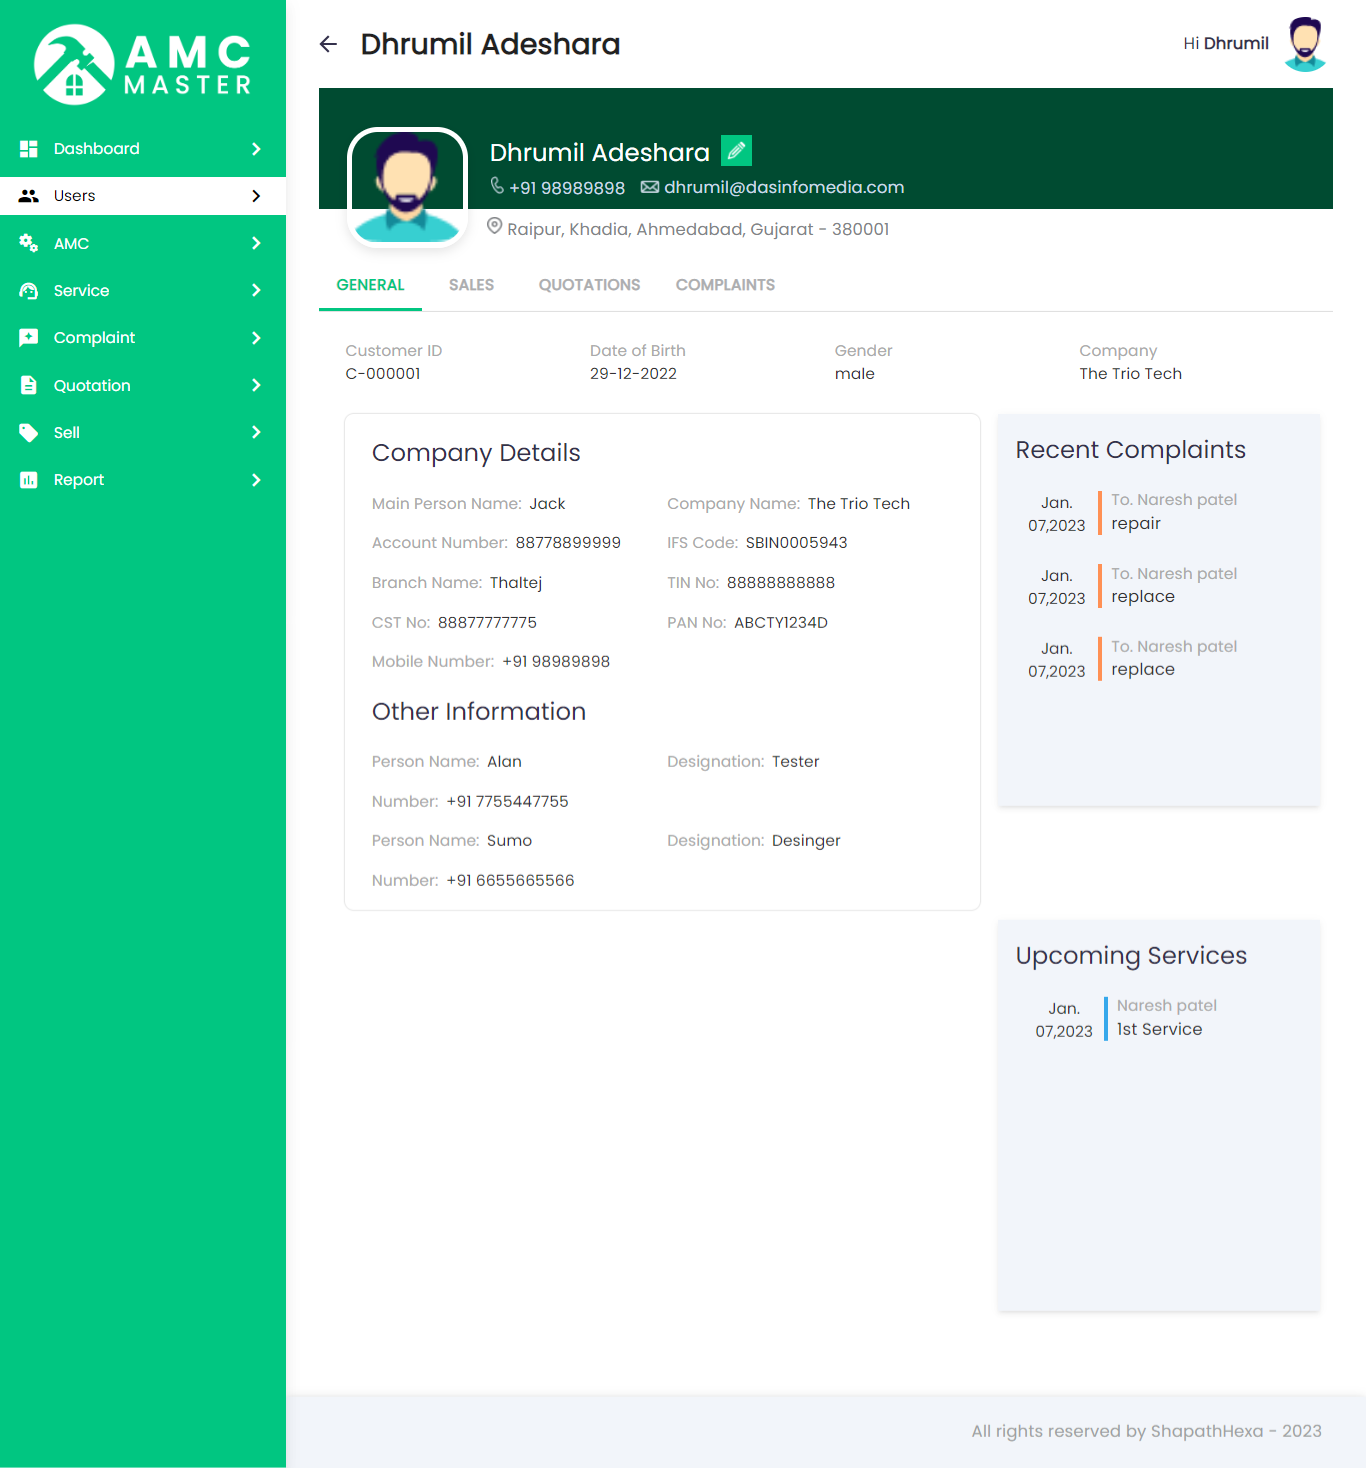 AMC
MASTER
Dashboard
Users
AMC
Service
Complaint
Quotation
Sell
Report
Dhrumil Adeshara
Hi Dhrumil
Dhrumil Adeshara
+91 98989898 dhrumil@dasinfomedia.com
Raipur, Khadia, Ahmedabad, Gujarat - 380001
GENERAL SALES QUOTATIONS COMPLAINTS
Customer ID Date of Birth Gender Company
C-000001 29-12-2022 male The Trio Tech
Company Details
Main Person Name: Jack Company Name: The Trio Tech
Account Number: 88778899999 IFS Code: SBIN0005943
Branch Name: Thaltej TIN No: 88888888888
CST No: 88877777775 PAN No: ABCTY1234D
Mobile Number: +91 98989898
Other Information
Person Name: Alan Designation: Tester
Number: +91 7755447755
Person Name: Sumo Designation: Desinger
Number: +91 6655665566
Recent Complaints
Jan. To. Naresh patel
07,2023 repair
Jan. To. Naresh patel
07,2023 replace
Jan. To. Naresh patel
07,2023 replace
Upcoming Services
Jan. Naresh patel
07,2023 1st Service
All rights reserved by ShapathHexa - 2023